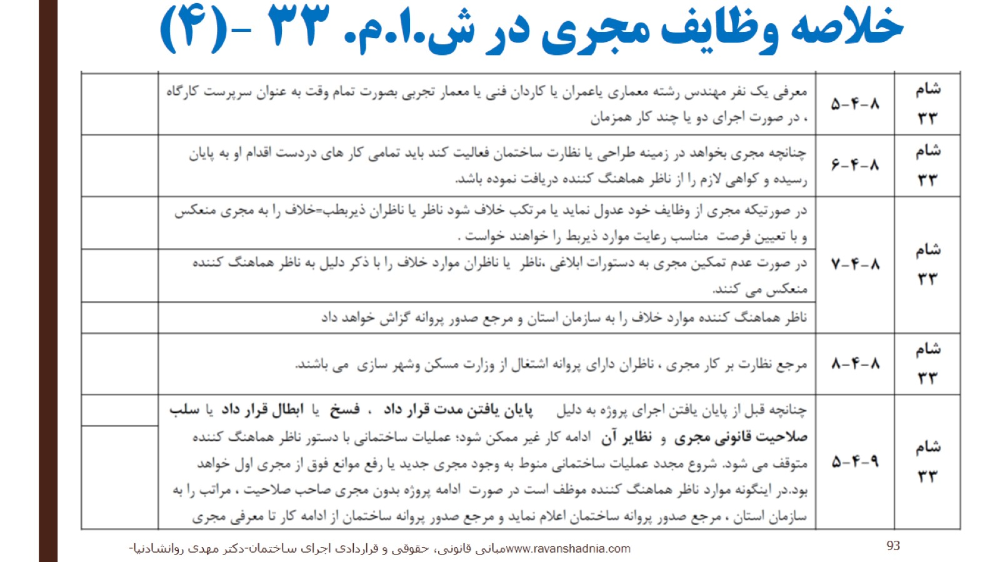 خلاصه وظایف مجری در ش.ا.م. ۳۳ -(۴)
شام
۳۳
۸-۴-۵
معرفی یک نفر مهندس رشته معماری یاعمران یا کاردان فنی یا معمار تجربی بصورت تمام وقت به عنوان سرپرست کارگاه
، در صورت اجرای دو یا چند کار همزمان
شام
۳۳
۸-۴-۶
چنانچه مجری بخواهد در زمینه طراحی یا نظارت ساختمان فعالیت کند باید تمامی کار های دردست اقدام او به پایان
رسیده و کواهی لازم را از ناظر هماهنگ کننده دریافت نموده باشد.
شام
۳۳
۸-۴-۷
در صورتیکه مجری از وظایف خود عدول نماید یا مرتکب خلاف شود ناظر یا ناظران ذیربطب=خلاف را به مجری منعکس
و با تعیین فرصت مناسب رعایت موارد ذیربط را خواهند خواست .
در صورت عدم تمکین مجری به دستورات ابلاغی ،ناظر یا ناظران موارد خلاف را با ذکر دلیل به ناظر هماهنگ کننده
منعکس می کنند.
ناظر هماهنگ کننده موارد خلاف را به سازمان استان و مرجع صدور پروانه گزاش خواهد داد
شام
۳۳
۸-۴-۸
مرجع نظارت بر کار مجری ، ناظران دارای پروانه اشتغال از وزارت مسکن وشهر سازی می باشند.
شام
۳۳
۹-۴-۵
چنانچه قبل از پایان یافتن اجرای پروژه به دلیل پایان یافتن مدت قرار داد ، فسخ یا ابطال قرار داد یا سلب
صلاحیت قانونی مجری و نظایر آن ادامه کار غیر ممکن شود؛ عملیات ساختمانی با دستور ناظر هماهنگ کننده
متوقف می شود. شروع مجدد عملیات ساختمانی منوط به وجود مجری جدید یا رفع موانع فوق از مجری اول خواهد
بود.در اینگونه موارد ناظر هماهنگ کننده موظف است در صورت ادامه پروژه بدون مجری صاحب صلاحیت ، مراتب را به
سازمان استان ، مرجع صدور پروانه ساختمان اعلام نماید و مرجع صدور پروانه ساختمان از ادامه کار تا معرفی مجری
مبانی قانونی، حقوقی و قراردادی اجرای ساختمان-دکتر مهدی روانشادنیا-www.ravanshadnia.com
93